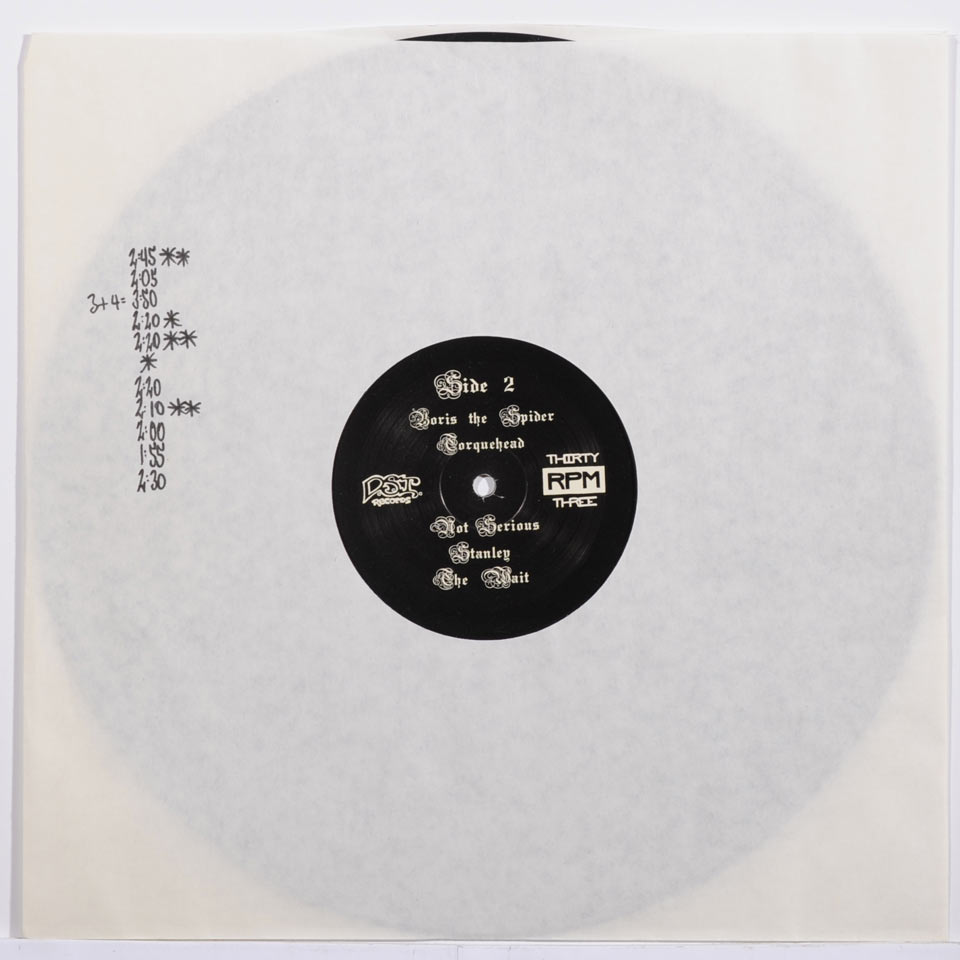 2:45 **
2:05
3+4= 3:50
2:20 *
2:20 **
*
2:20
2:10 **
2:00
1:55
2:30
Side 2
Boris the Spider
Torquehead
D.S.I. Records
THIRTY
RPM
THREE
Not Serious
Stanley
The Wait